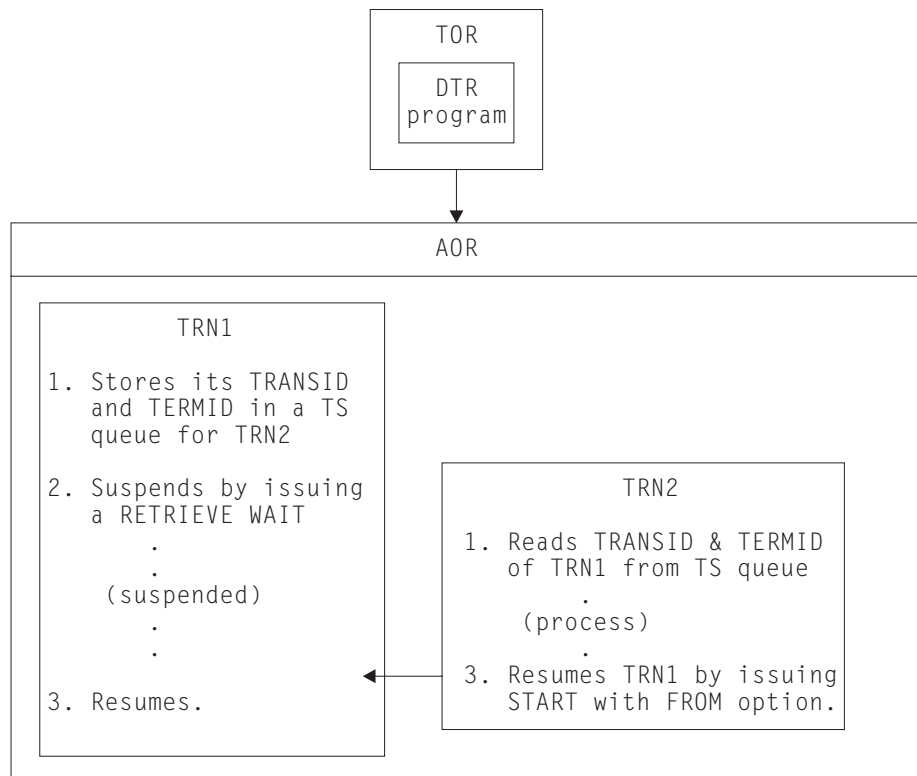 TOR
DTR
program
AOR
TRN1
1. Stores its TRANSID
and TERMID in a TS
queue for TRN2
2. Suspends by issuing
a RETRIEVE WAIT
.
.
(suspended)
.
.
3. Resumes.
TRN2
1. Reads TRANSID & TERMID
of TRN1 from TS queue
.
(process)
.
3. Resumes TRN1 by issuing
START with FROM option.